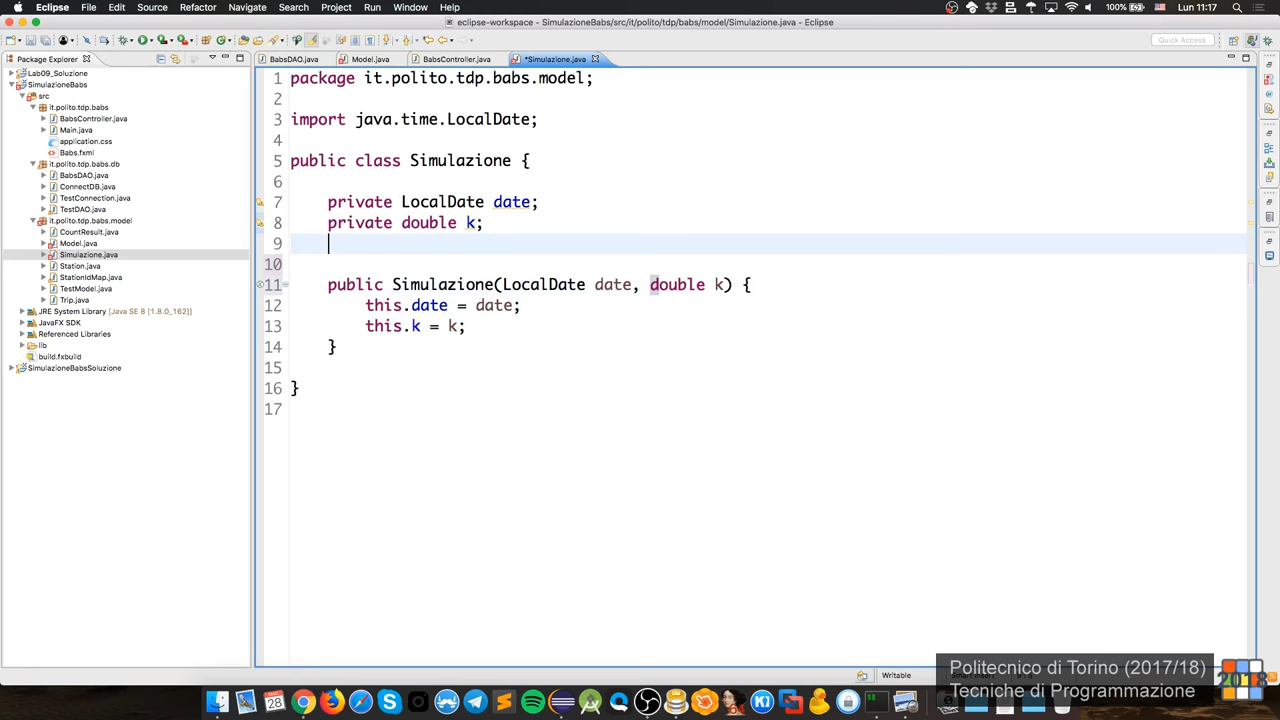 Eclipse File Edit Source Refactor Navigate Search Project Run Window Help 100% Lun 11:17
eclipse-workspace - SimulazioneBabs/src/it/polito/tdp/babs/model/Simulazione.java - Eclipse
Quick Access
Package Explorer
BabsDAO.java Model.java BabsController.java *Simulazione.java
Lab09_Soluzione
SimulazioneBabs
src
it.polito.tdp.babs
BabsController.java
Main.java
application.css
Babs.fxml
it.polito.tdp.babs.db
BabsDAO.java
ConnectDB.java
TestConnection.java
TestDAO.java
it.polito.tdp.babs.model
CountResult.java
Model.java
Simulazione.java
Station.java
StationIdMap.java
TestModel.java
Trip.java
JRE System Library [Java SE 8 [1.8.0_162]]
JavaFX SDK
Referenced Libraries
lib
build.fxbuild
SimulazioneBabsSoluzione
1 package it.polito.tdp.babs.model;
2
3 import java.time.LocalDate;
4
5 public class Simulazione {
6
7 private LocalDate date;
8 private double k;
9
10
11 public Simulazione(LocalDate date, double k) {
12 this.date = date;
13 this.k = k;
14 }
15
16 }
17
Writable
Politecnico di Torino (2017/18)
Tecniche di Programmazione
2018